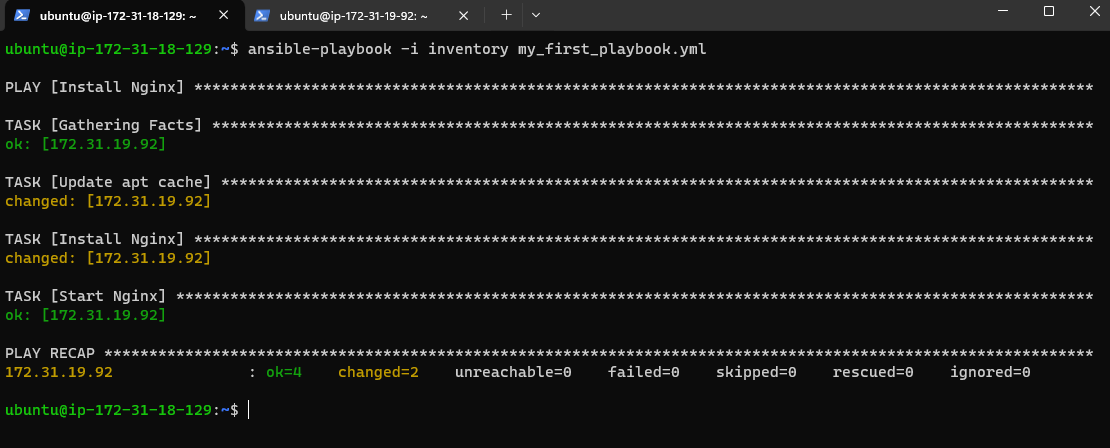 ubuntu@ip-172-31-18-129: ~ ubuntu@ip-172-31-19-92: ~
ubuntu@ip-172-31-18-129:~$ ansible-playbook -i inventory my_first_playbook.yml
PLAY [Install Nginx] ****************************************************************************************************
TASK [Gathering Facts] **************************************************************************************************
ok: [172.31.19.92]
TASK [Update apt cache] *************************************************************************************************
changed: [172.31.19.92]
TASK [Install Nginx] ****************************************************************************************************
changed: [172.31.19.92]
TASK [Start Nginx] ******************************************************************************************************
ok: [172.31.19.92]
PLAY RECAP **************************************************************************************************************
172.31.19.92               : ok=4    changed=2    unreachable=0    failed=0    skipped=0    rescued=0    ignored=0
ubuntu@ip-172-31-18-129:~$